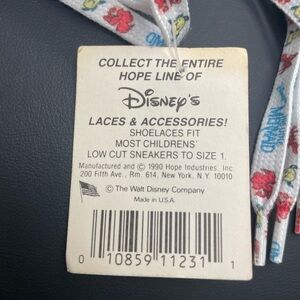 COLLECT THE ENTIRE
HOPE LINE OF
Disney's
LACES & ACCESSORIES!
SHOELACES FIT
MOST CHILDRENS'
LOW CUT SNEAKERS TO SIZE 1.
Manufactured and © 1990 Hope Industries, Inc.
200 Fifth Ave., Rm. 614, New York, N.Y. 10010
© The Walt Disney Company
Made in U.S.A.
0 10859 11231 1